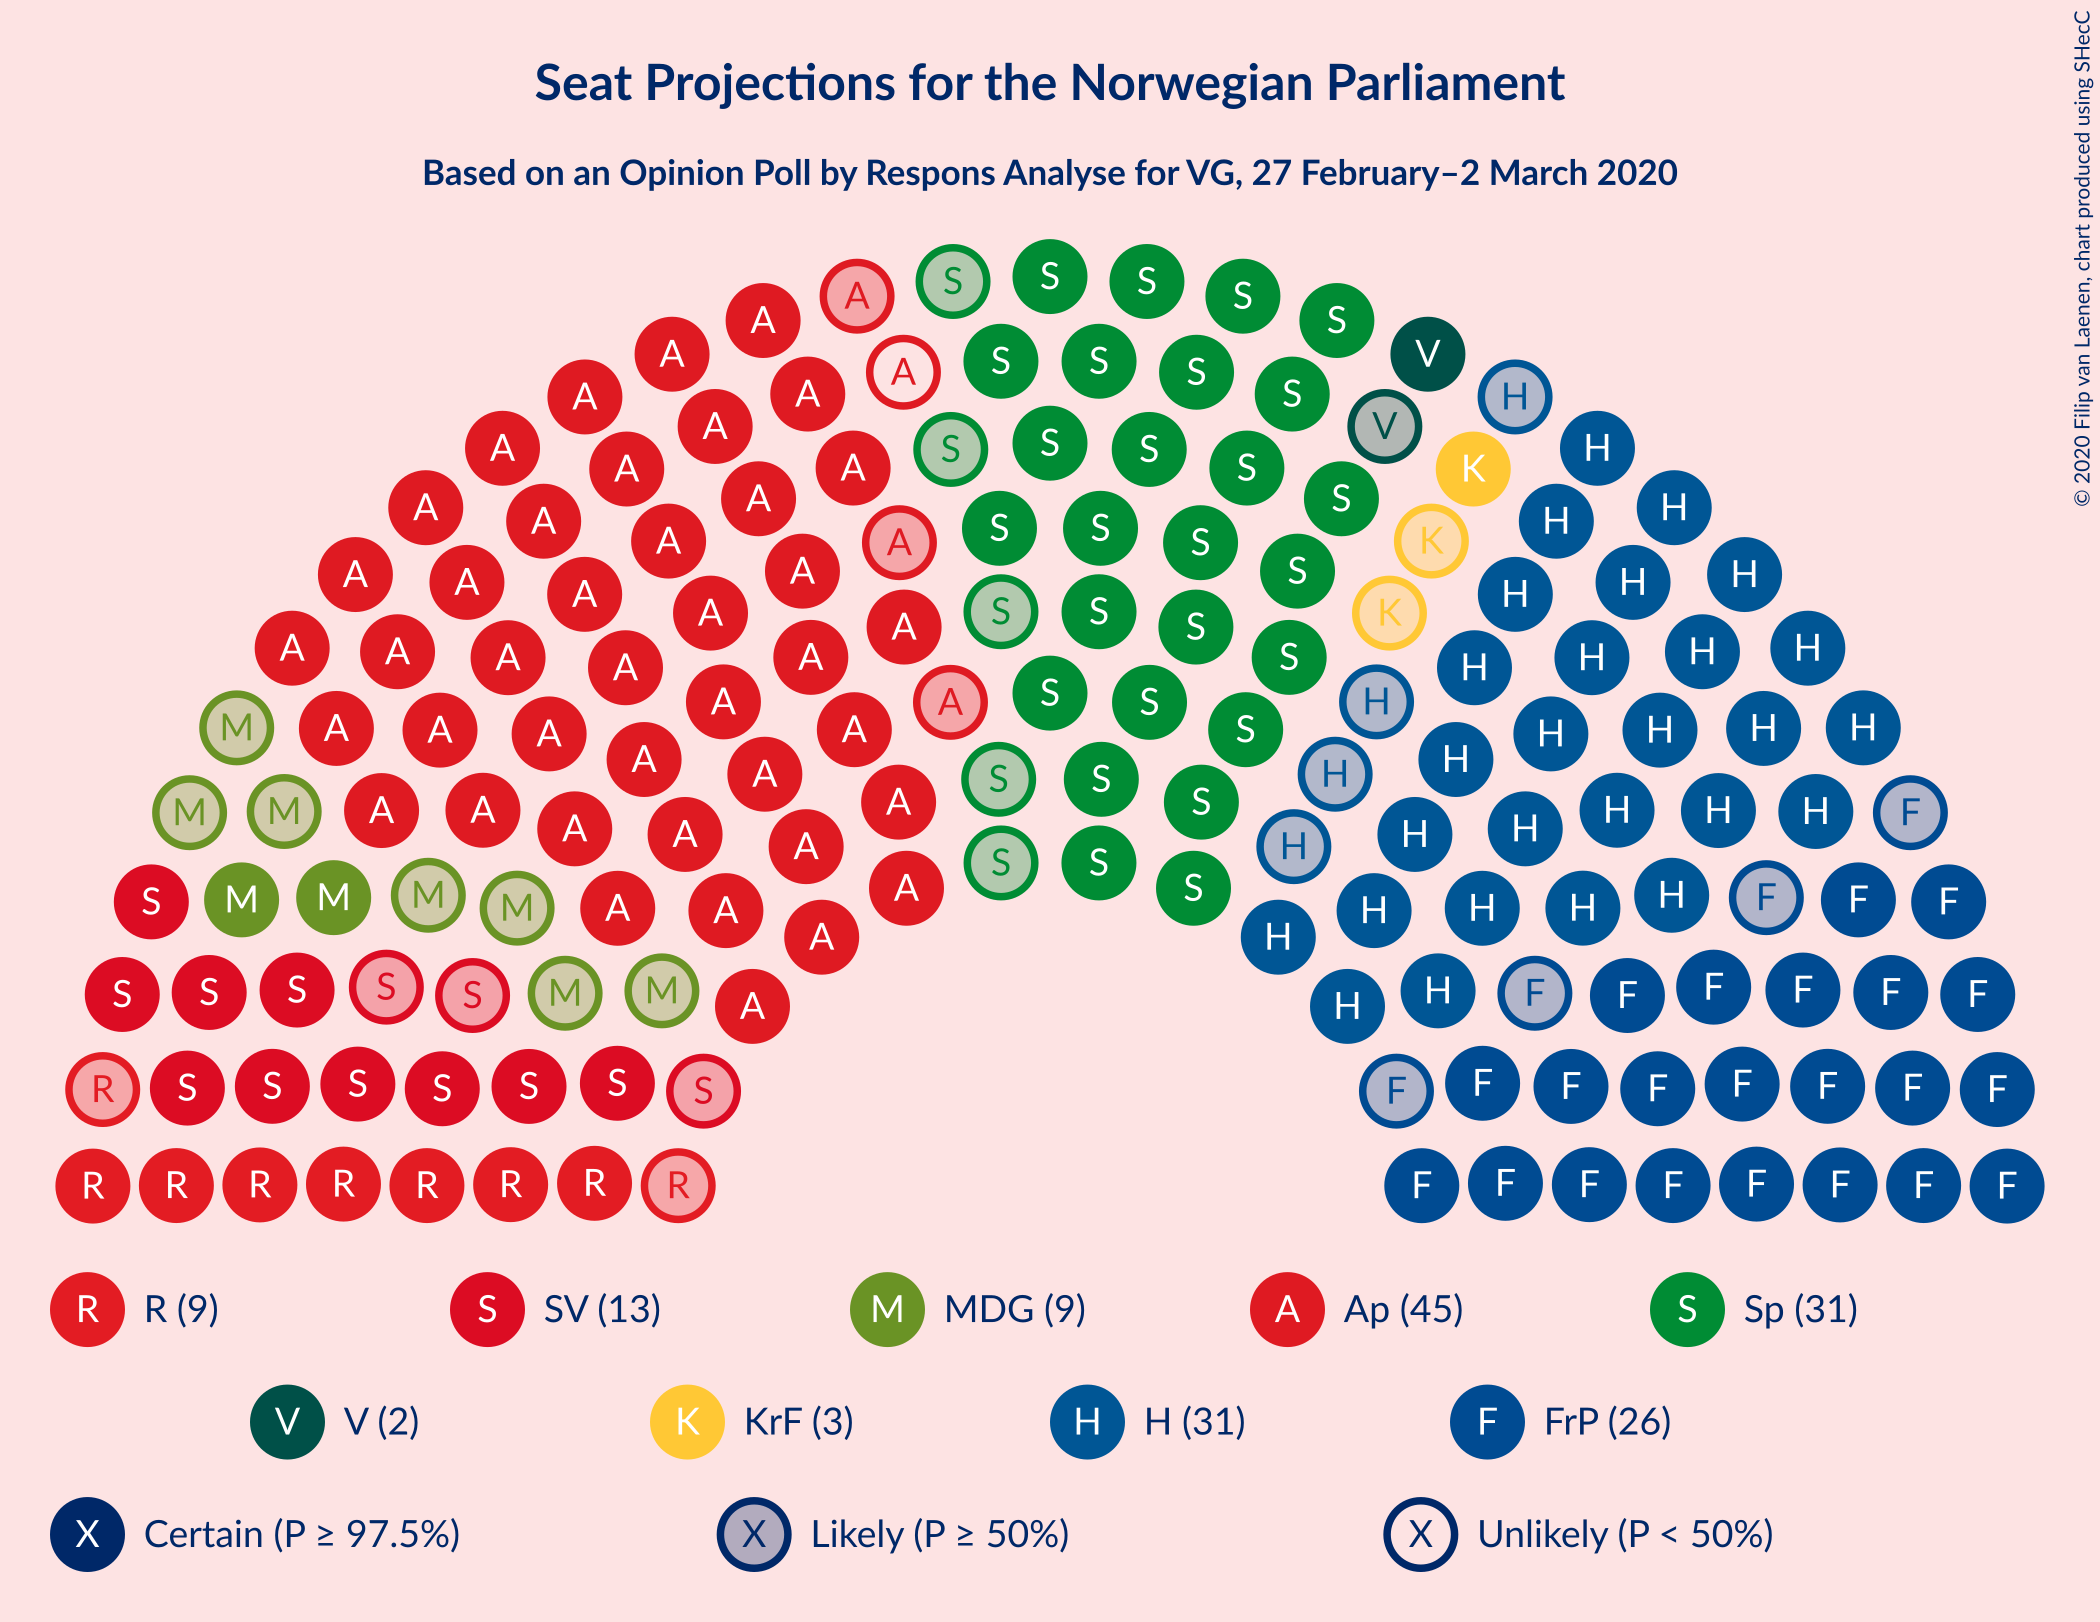 Seat Projections for the Norwegian Parliament
Based on an Opinion Poll by Respons Analyse for VG, 27 February–2 March 2020
© 2020 Filip van Laenen, chart produced using SHecC
A S S S S
A S V H
A A S S S S H
A A A S S S S V K H
A A A A S S S S S H H
A A A A A S S S S K H H
A A A A A S S S S K H H H
A A A A A A S S S H H H H H
M A A A A A A S S S H H H H H H
M M A A A A A A S S S H H H H H H F
S M M M M A A A A S S S H H H H H H F F F
S S S S S M M A H H F F F F F F
R S S S S S S S F F F F F F F F
R R R R R R R R F F F F F F F F
R R (9) S SV (13) M MDG (9) A Ap (45) S Sp (31)
V V (2) K KrF (3) H H (31) F FrP (26)
X Certain (P ≥ 97.5%) X Likely (P ≥ 50%) X Unlikely (P < 50%)